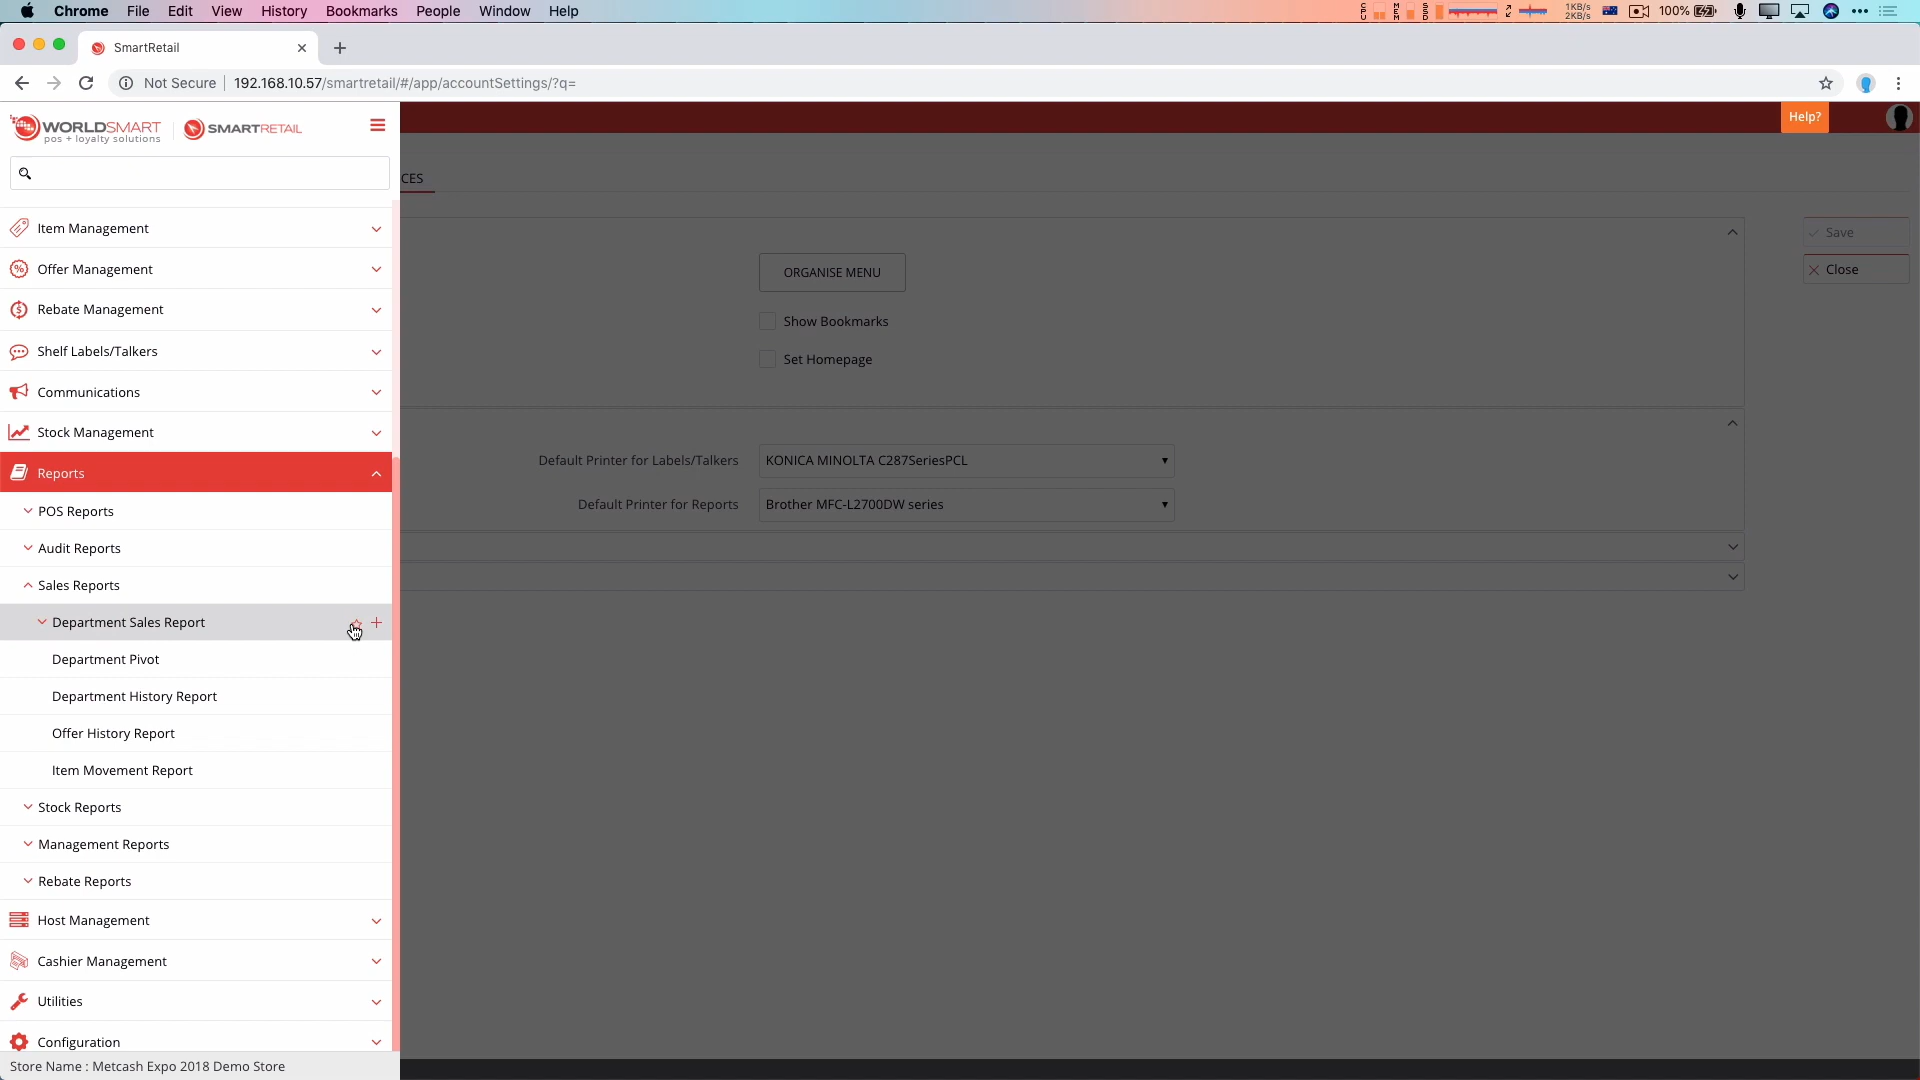 Chrome File Edit View History Bookmarks People Window Help
CPU MEM SSD 1KB/s 2KB/s 100%
SmartRetail
Not Secure 192.168.10.57/smartretail/#/app/accountSettings/?q=
WORLDSMART SMARTRETAIL
pos + loyalty solutions
Help?
CES
Item Management
Offer Management
Rebate Management
Shelf Labels/Talkers
Communications
Stock Management
Reports
POS Reports
Audit Reports
Sales Reports
Department Sales Report
Department Pivot
Department History Report
Offer History Report
Item Movement Report
Stock Reports
Management Reports
Rebate Reports
Host Management
Cashier Management
Utilities
Configuration
Store Name : Metcash Expo 2018 Demo Store
ORGANISE MENU
Show Bookmarks
Set Homepage
Default Printer for Labels/Talkers KONICA MINOLTA C287SeriesPCL
Default Printer for Reports Brother MFC-L2700DW series
Save
Close